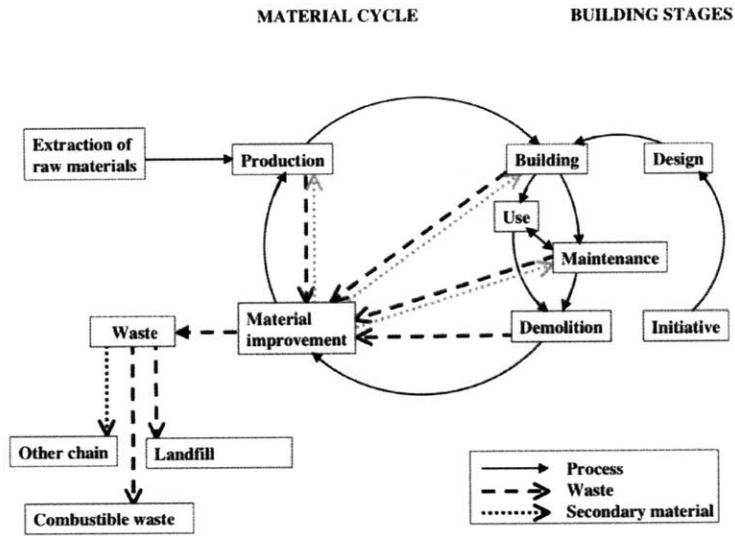 MATERIAL CYCLE
BUILDING STAGES
Extraction of
raw materials
Production
Building
Design
Use
Maintenance
Material
improvement
Waste
Demolition
Initiative
Other chain
Landfill
Combustible waste
Process
Waste
Secondary material